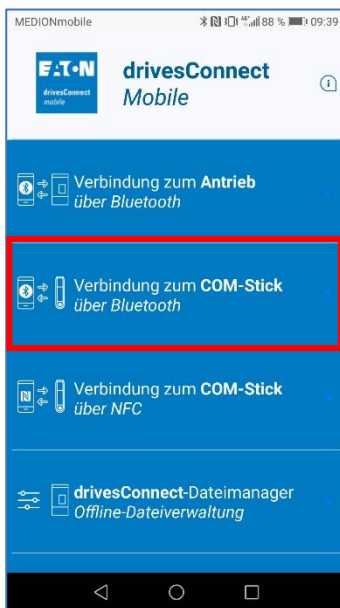 MEDIONmobile 88 % 09:39
EATON
drivesConnect
mobile
drivesConnect
Mobile
Verbindung zum Antrieb
über Bluetooth
Verbindung zum COM-Stick
über Bluetooth
Verbindung zum COM-Stick
über NFC
drivesConnect-Dateimanager
Offline-Dateiverwaltung